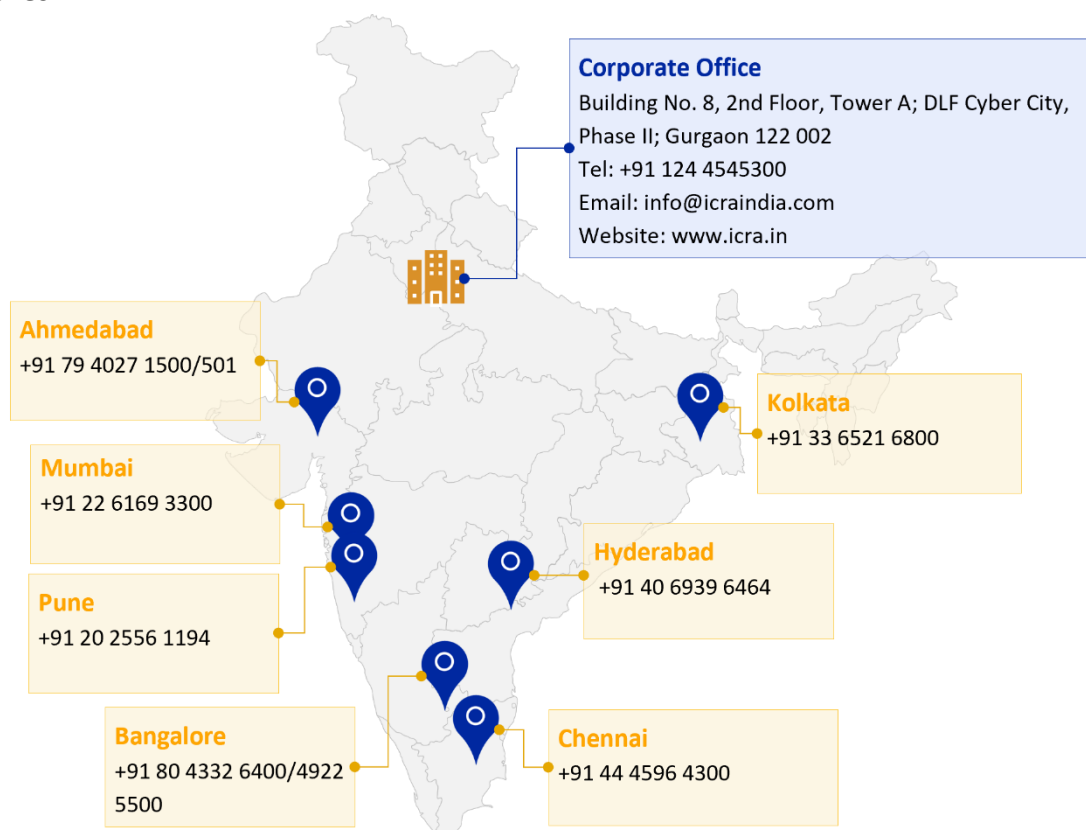 Corporate Office
Building No. 8, 2nd Floor, Tower A; DLF Cyber City,
Phase II; Gurgaon 122 002
Tel: +91 124 4545300
Email: info@icraindia.com
Website: www.icra.in
Ahmedabad
+91 79 4027 1500/501
Kolkata
+91 33 6521 6800
Mumbai
+91 22 6169 3300
Hyderabad
+91 40 6939 6464
Pune
+91 20 2556 1194
Bangalore
+91 80 4332 6400/4922
5500
Chennai
+91 44 4596 4300